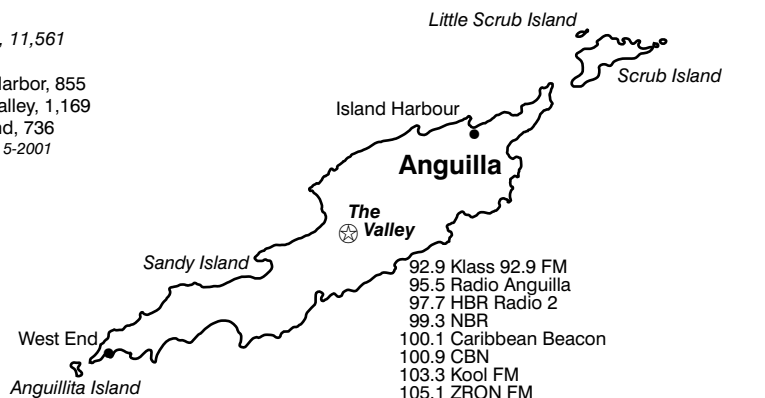 Little Scrub Island
, 11,561
Scrub Island
arbor, 855
alley, 1,169
nd, 736
5-2001
Island Harbour
Anguilla
The
Valley
Sandy Island
92.9 Klass 92.9 FM
95.5 Radio Anguilla
97.7 HBR Radio 2
99.3 NBR
100.1 Caribbean Beacon
100.9 CBN
103.3 Kool FM
105.1 ZRON FM
West End
Anguillita Island